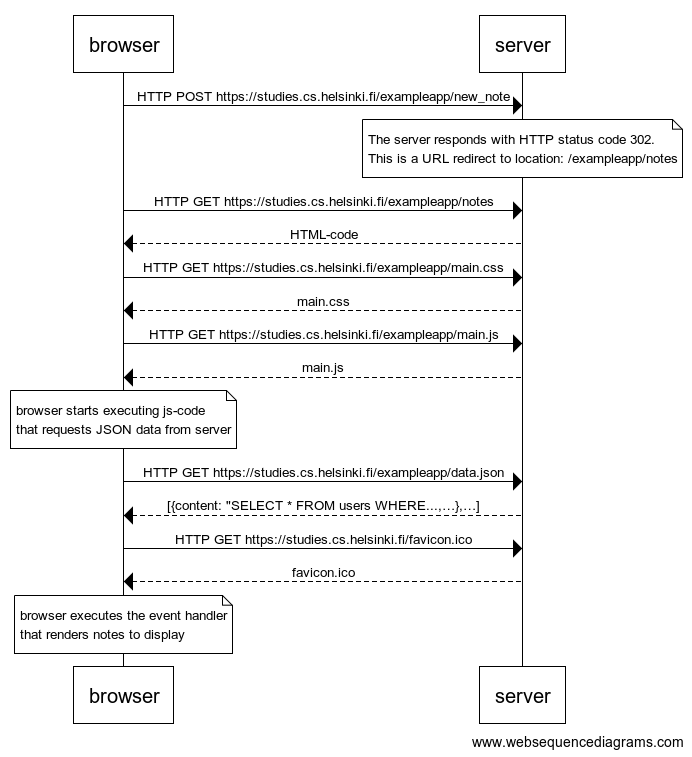 browser
server
HTTP POST https://studies.cs.helsinki.fi/exampleapp/new_note
The server responds with HTTP status code 302.
This is a URL redirect to location: /exampleapp/notes
HTTP GET https://studies.cs.helsinki.fi/exampleapp/notes
HTML-code
HTTP GET https://studies.cs.helsinki.fi/exampleapp/main.css
main.css
HTTP GET https://studies.cs.helsinki.fi/exampleapp/main.js
main.js
browser starts executing js-code
that requests JSON data from server
HTTP GET https://studies.cs.helsinki.fi/exampleapp/data.json
[{content: "SELECT * FROM users WHERE...,...},...]
HTTP GET https://studies.cs.helsinki.fi/favicon.ico
favicon.ico
browser executes the event handler
that renders notes to display
browser
server
www.websequencediagrams.com